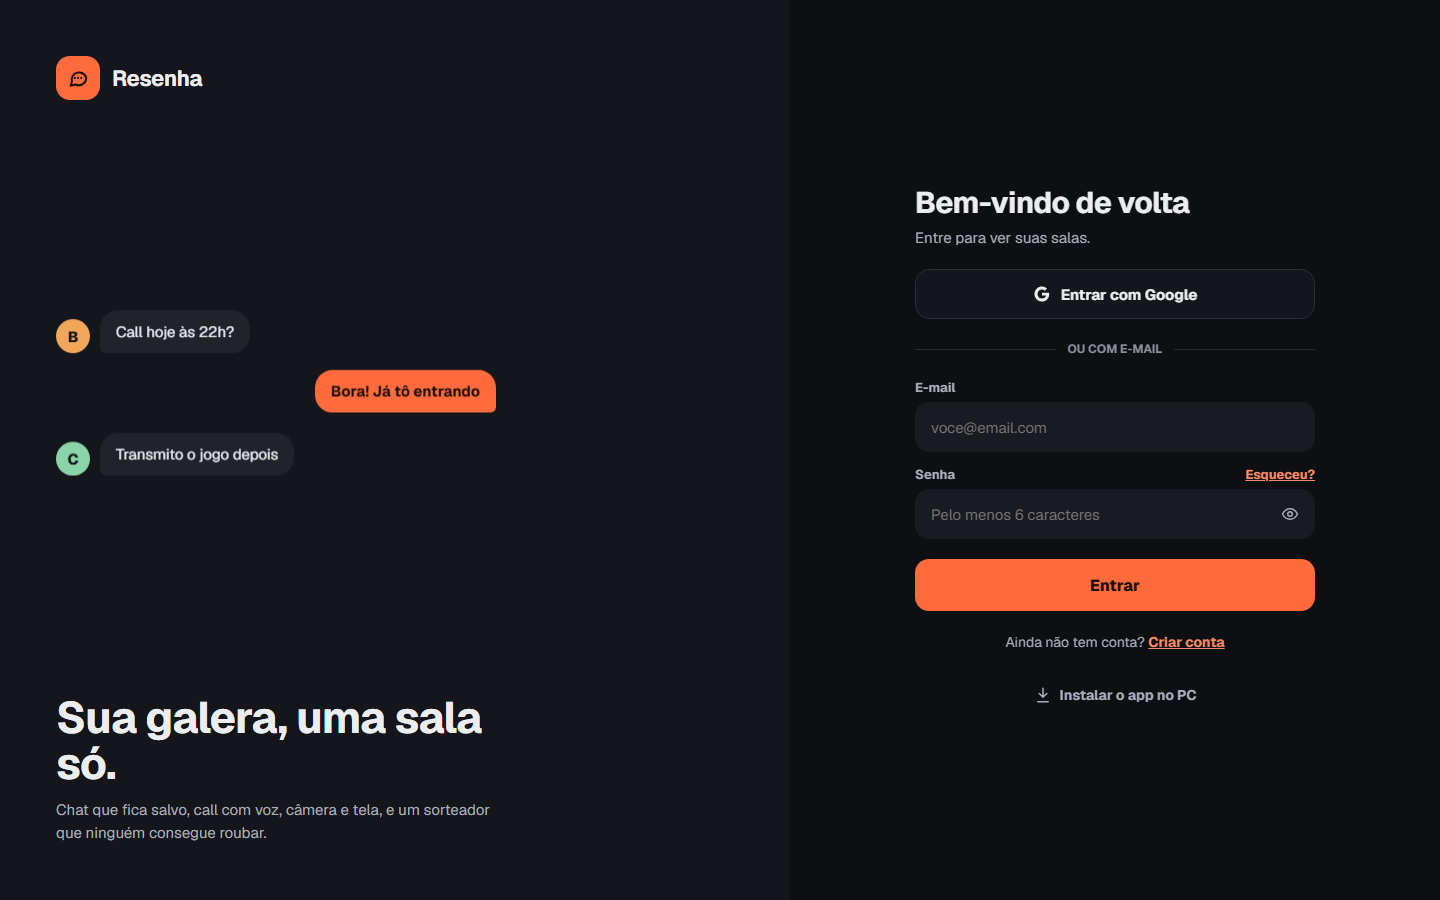 Resenha
B
Call hoje às 22h?
Bora! Já tô entrando
C
Transmito o jogo depois
Sua galera, uma sala
só.
Chat que fica salvo, call com voz, câmera e tela, e um sorteador
que ninguém consegue roubar.
Bem-vindo de volta
Entre para ver suas salas.
Entrar com Google
OU COM E-MAIL
E-mail
voce@email.com
Senha
Esqueceu?
Pelo menos 6 caracteres
Entrar
Ainda não tem conta? Criar conta
Instalar o app no PC